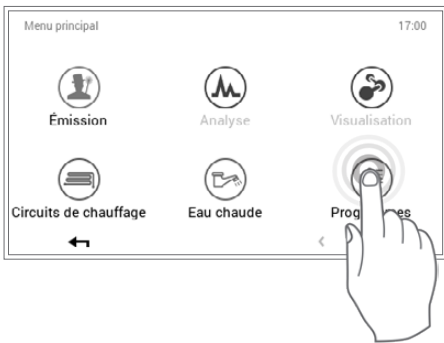 Menu principal 17:00
Émission Analyse Visualisation
Circuits de chauffage Eau chaude